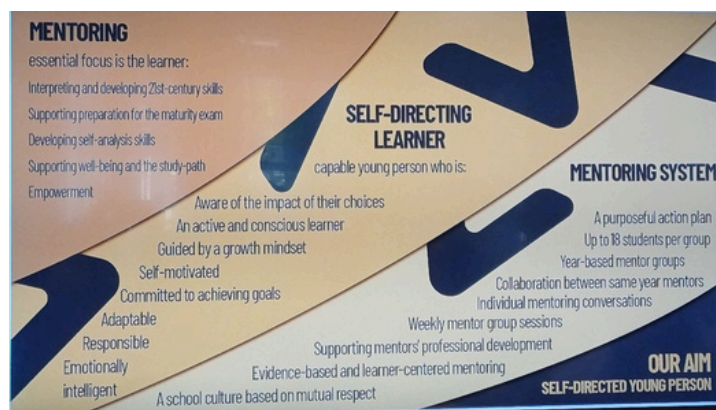 MENTORING
essential focus is the learner:
Interpreting and developing 21st-century skills
Supporting preparation for the maturity exam
Developing self-analysis skills
Supporting well-being and the study-path
Empowerment
SELF-DIRECTING
LEARNER
capable young person who is:
Aware of the impact of their choices
An active and conscious learner
Guided by a growth mindset
Self-motivated
Committed to achieving goals
Adaptable
Responsible
Emotionally
intelligent
MENTORING SYSTEM
A purposeful action plan
Up to 18 students per group
Year-based mentor groups
Collaboration between same year mentors
Individual mentoring conversations
Weekly mentor group sessions
Supporting mentors' professional development
Evidence-based and learner-centered mentoring
A school culture based on mutual respect
OUR AIM
SELF-DIRECTED YOUNG PERSON